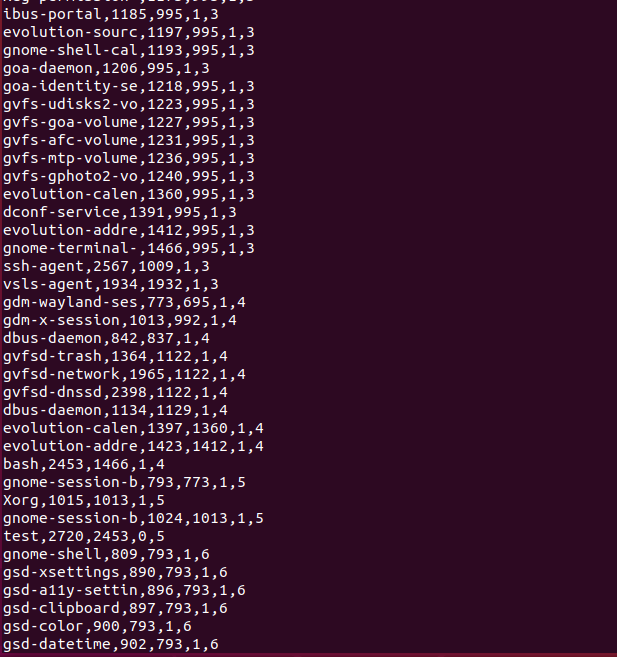 ibus-portal,1185,995,1,3
evolution-sourc,1197,995,1,3
gnome-shell-cal,1193,995,1,3
goa-daemon,1206,995,1,3
goa-identity-se,1218,995,1,3
gvfs-udisks2-vo,1223,995,1,3
gvfs-goa-volume,1227,995,1,3
gvfs-afc-volume,1231,995,1,3
gvfs-mtp-volume,1236,995,1,3
gvfs-gphoto2-vo,1240,995,1,3
evolution-calen,1360,995,1,3
dconf-service,1391,995,1,3
evolution-addre,1412,995,1,3
gnome-terminal-,1466,995,1,3
ssh-agent,2567,1009,1,3
vsls-agent,1934,1932,1,3
gdm-wayland-ses,773,695,1,4
gdm-x-session,1013,992,1,4
dbus-daemon,842,837,1,4
gvfsd-trash,1364,1122,1,4
gvfsd-network,1965,1122,1,4
gvfsd-dnssd,2398,1122,1,4
dbus-daemon,1134,1129,1,4
evolution-calen,1397,1360,1,4
evolution-addre,1423,1412,1,4
bash,2453,1466,1,4
gnome-session-b,793,773,1,5
Xorg,1015,1013,1,5
gnome-session-b,1024,1013,1,5
test,2720,2453,0,5
gnome-shell,809,793,1,6
gsd-xsettings,890,793,1,6
gsd-a11y-settin,896,793,1,6
gsd-clipboard,897,793,1,6
gsd-color,900,793,1,6
gsd-datetime,902,793,1,6